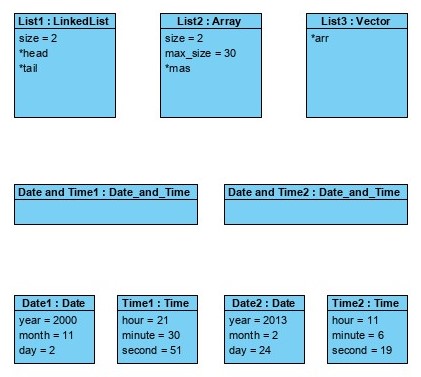 List1 : LinkedList
size = 2
*head
*tail
List2 : Array
size = 2
max_size = 30
*mas
List3 : Vector
*arr
Date and Time1 : Date_and_Time
Date and Time2 : Date_and_Time
Date1 : Date
year = 2000
month = 11
day = 2
Time1 : Time
hour = 21
minute = 30
second = 51
Date2 : Date
year = 2013
month = 2
day = 24
Time2 : Time
hour = 11
minute = 6
second = 19